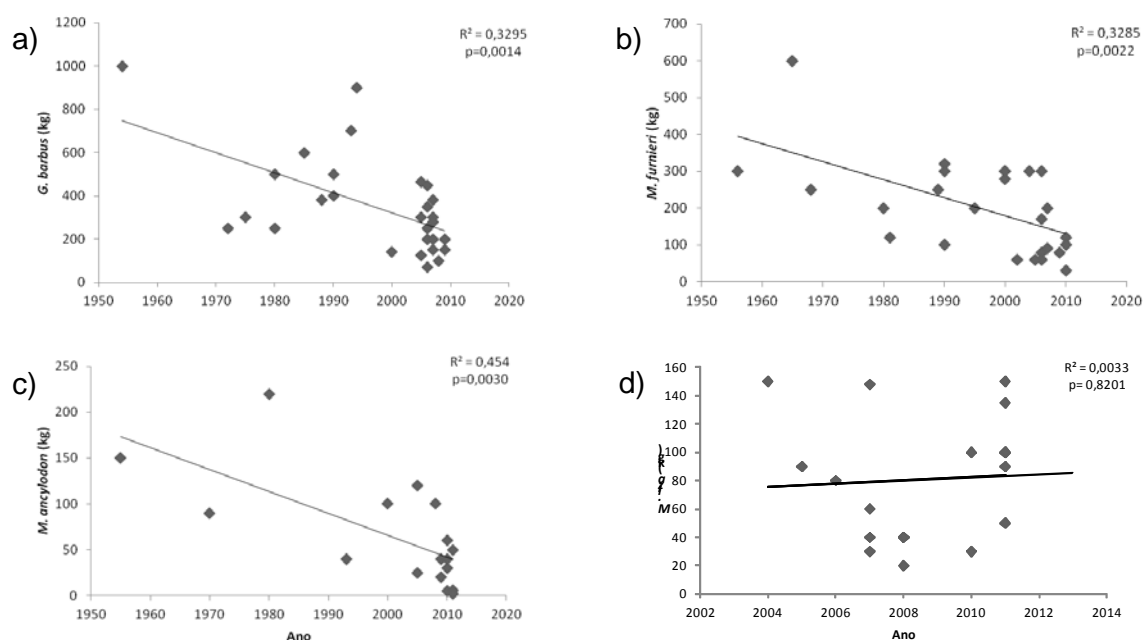 a)
R² = 0,3295
p=0,0014
G. barbus (kg)
1200
1000
800
600
400
200
0
1950 1960 1970 1980 1990 2000 2010 2020
b)
R² = 0,3285
p=0,0022
M. furnieri (kg)
700
600
500
400
300
200
100
0
1950 1960 1970 1980 1990 2000 2010 2020
c)
R² = 0,454
p=0,0030
M. ancylodon (kg)
250
200
150
100
50
0
1950 1960 1970 1980 1990 2000 2010 2020
Ano
d)
R² = 0,0033
p= 0,8201
160
140
120
100
80
60
40
20
0
2002 2004 2006 2008 2010 2012 2014
Ano